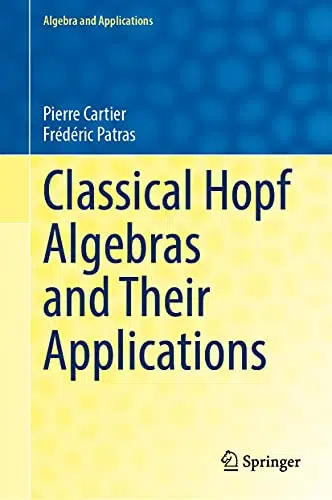 Algebra and Applications
Pierre Cartier
Frédéric Patras
Classical Hopf
Algebras
and Their
Applications
Springer